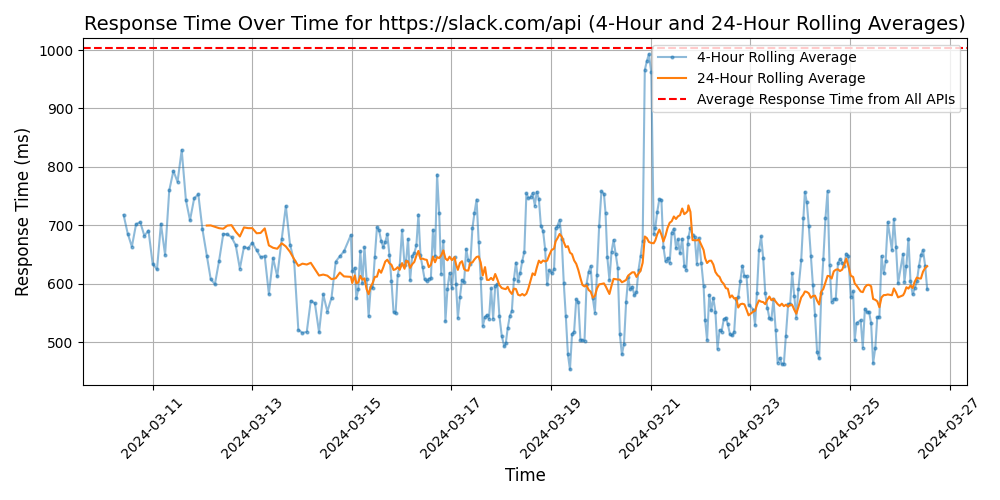 Response Time Over Time for https://slack.com/api (4-Hour and 24-Hour Rolling Averages)
1000
900
800
700
600
500
Response Time (ms)
4-Hour Rolling Average
24-Hour Rolling Average
Average Response Time from All APIs
2024-03-11
2024-03-13
2024-03-15
2024-03-17
2024-03-19
2024-03-21
2024-03-23
2024-03-25
2024-03-27
Time